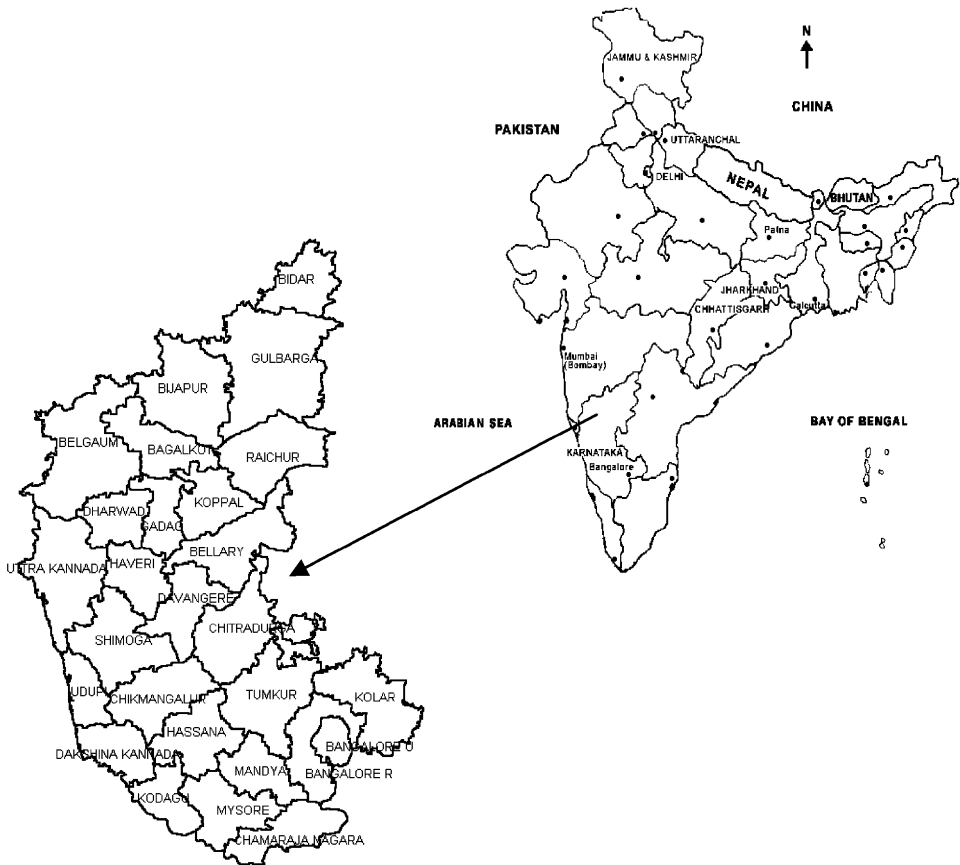 N
JAMMU & KASHMIR
CHINA
PAKISTAN
UTTARANCHAL
DELHI
NEPAL
BHUTAN
Patna
JHARKHAND
CHHATTISGARH
Calcutta
Mumbai
(Bombay)
ARABIAN SEA
BAY OF BENGAL
KARNATAKA
Bangalore
BIDAR
GULBARGA
BIJAPUR
BELGAUM
BAGALKOT
RAICHUR
KOPPAL
DHARWAD
GADAG
BELLARY
UTTRA KANNADA
HAVERI
DAVANGERE
CHITRADURGA
SHIMOGA
UDUPI
CHIKMANGALUR
TUMKUR
KOLAR
HASSANA
BANGALORE U
DAKSHINA KANNADA
MANDYA
BANGALORE R
KODAGU
MYSORE
CHAMARAJA NAGARA